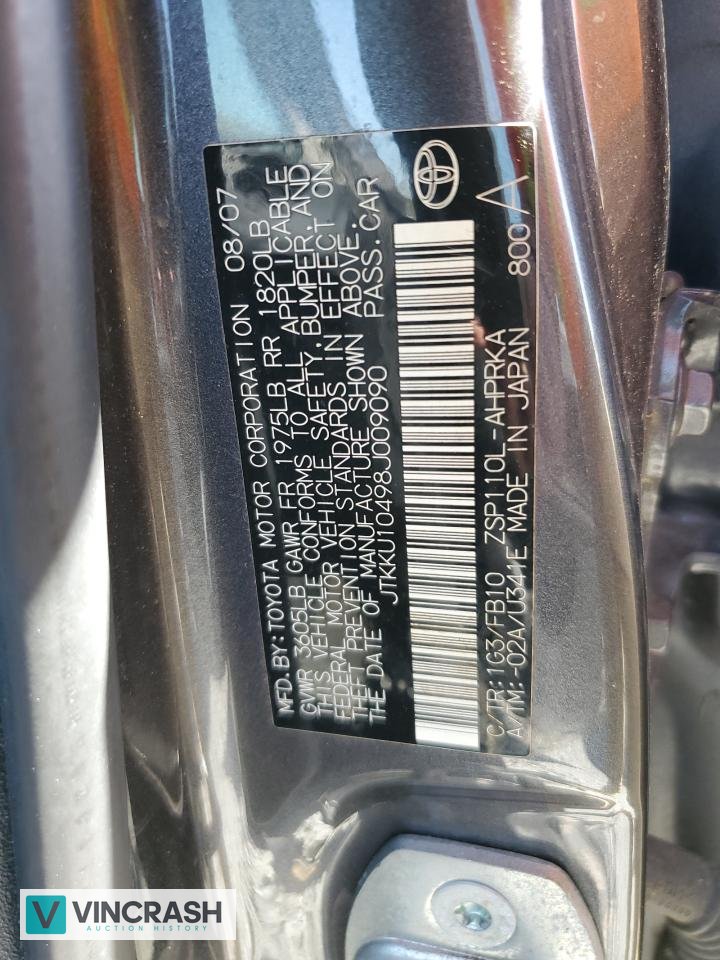 MFD. BY: TOYOTA MOTOR CORPORATION 08/07
GVWR 3605LB GAWR FR 1975LB RR 1820LB
THIS VEHICLE CONFORMS TO ALL APPLICABLE
FEDERAL MOTOR VEHICLE SAFETY, BUMPER, AND
THEFT PREVENTION STANDARDS IN EFFECT ON
THE DATE OF MANUFACTURE SHOWN ABOVE.
JTKKU10498J009090 PASS. CAR
C/TR: 1G3/FB10 ZSP110L-AHPRKA 800 A
A/TM: -02A/U341E MADE IN JAPAN
VINCRASH
AUCTION HISTORY